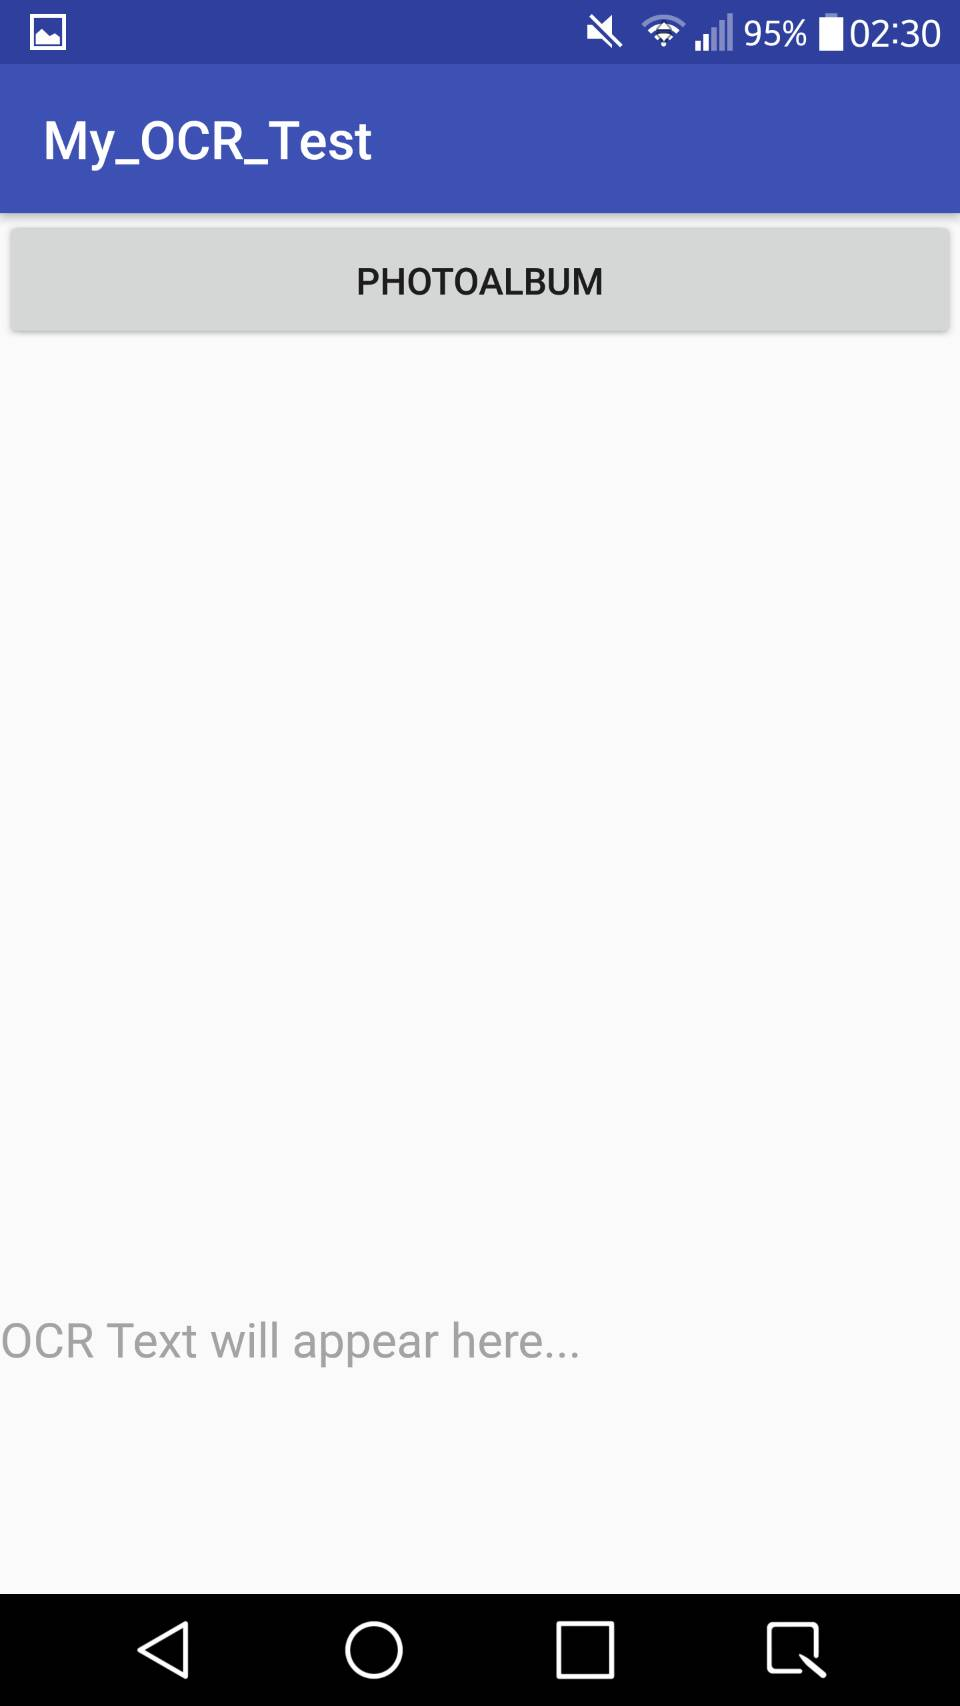 95% 02:30
My_OCR_Test
PHOTOALBUM
OCR Text will appear here...